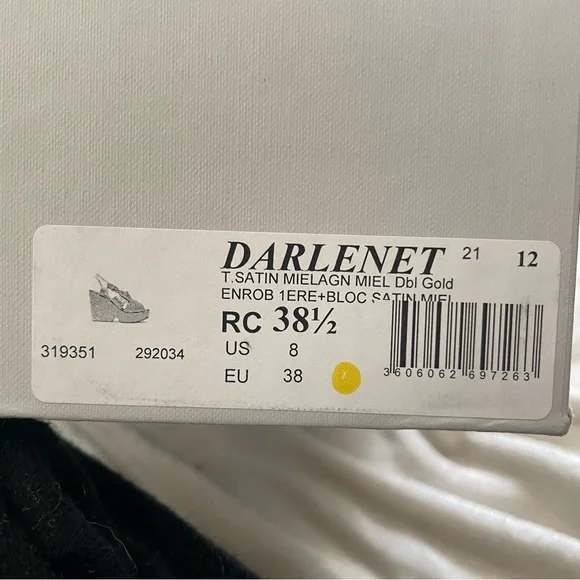 DARLENET 21 12
T.SATIN MIELAGN MIEL Dbl Gold
ENROB 1ERE+BLOC SATIN MIEL
RC 38½
US 8
EU 38
319351 292034
3606062 697263